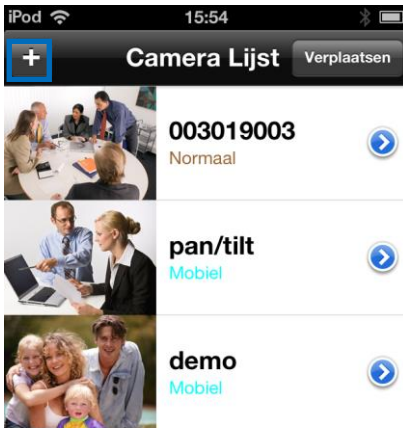 iPod 15:54
+ Camera Lijst Verplaatsen
003019003
Normaal
pan/tilt
Mobiel
demo
Mobiel